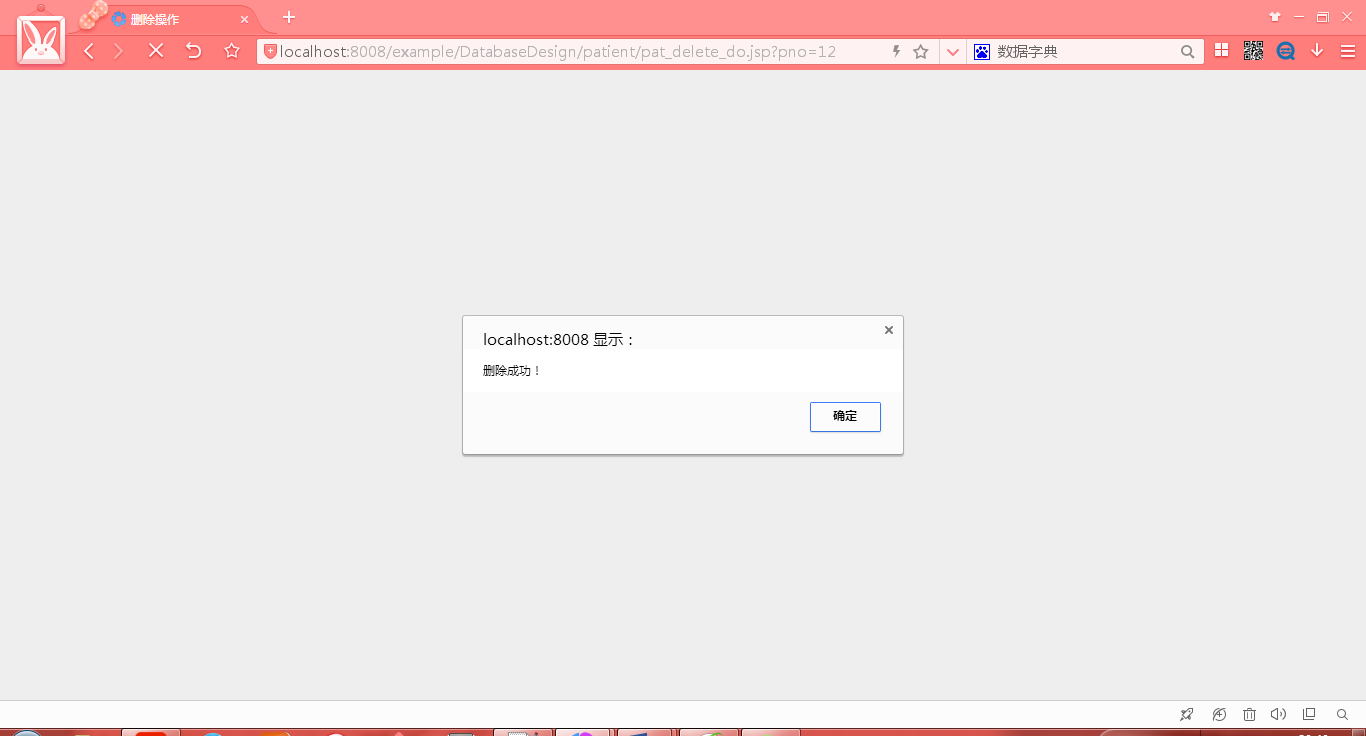 删除操作
localhost:8008/example/DatabaseDesign/patient/pat_delete_do.jsp?pno=12
数据字典
localhost:8008 显示：
删除成功！
确定